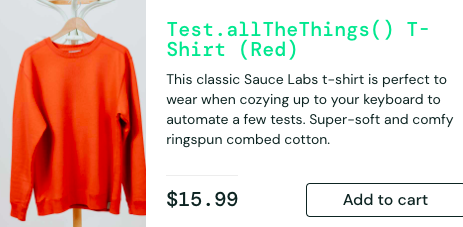 Test.allTheThings() T-
Shirt (Red)
This classic Sauce Labs t-shirt is perfect to
wear when cozying up to your keyboard to
automate a few tests. Super-soft and comfy
ringspun combed cotton.
$15.99
Add to cart